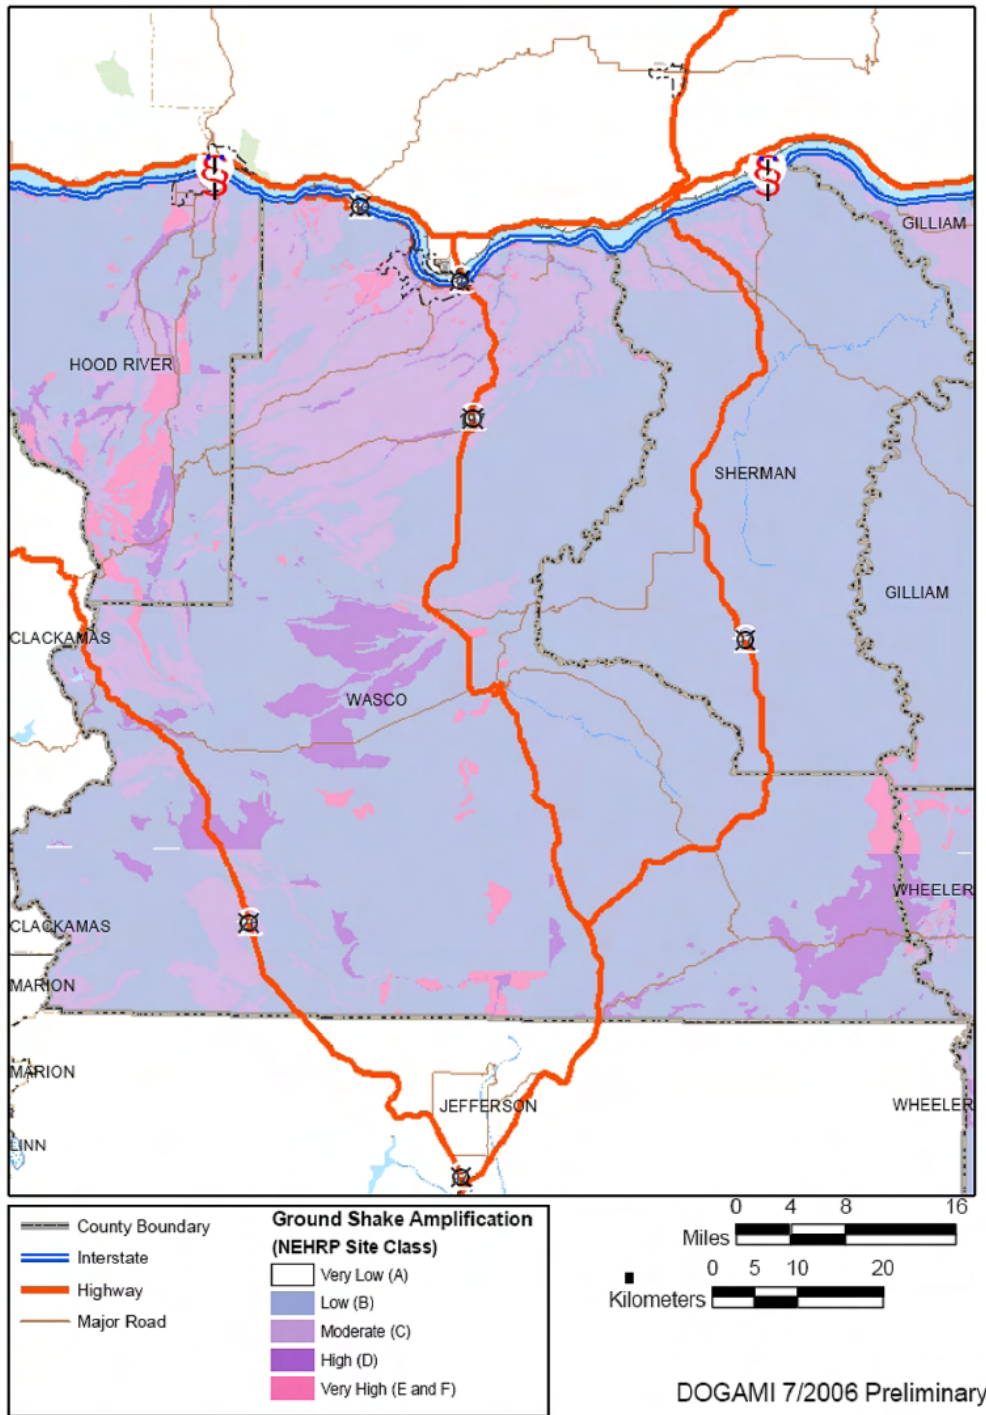 GILLIAM
HOOD RIVER
SHERMAN
GILLIAM
CLACKAMAS
WASCO
WHEELER
CLACKAMAS
MARION
MARION
JEFFERSON
WHEELER
LINN
County Boundary
Interstate
Highway
Major Road
Ground Shake Amplification
(NEHRP Site Class)
Very Low (A)
Low (B)
Moderate (C)
High (D)
Very High (E and F)
0 4 8 16
Miles
0 5 10 20
Kilometers
DOGAMI 7/2006 Preliminary